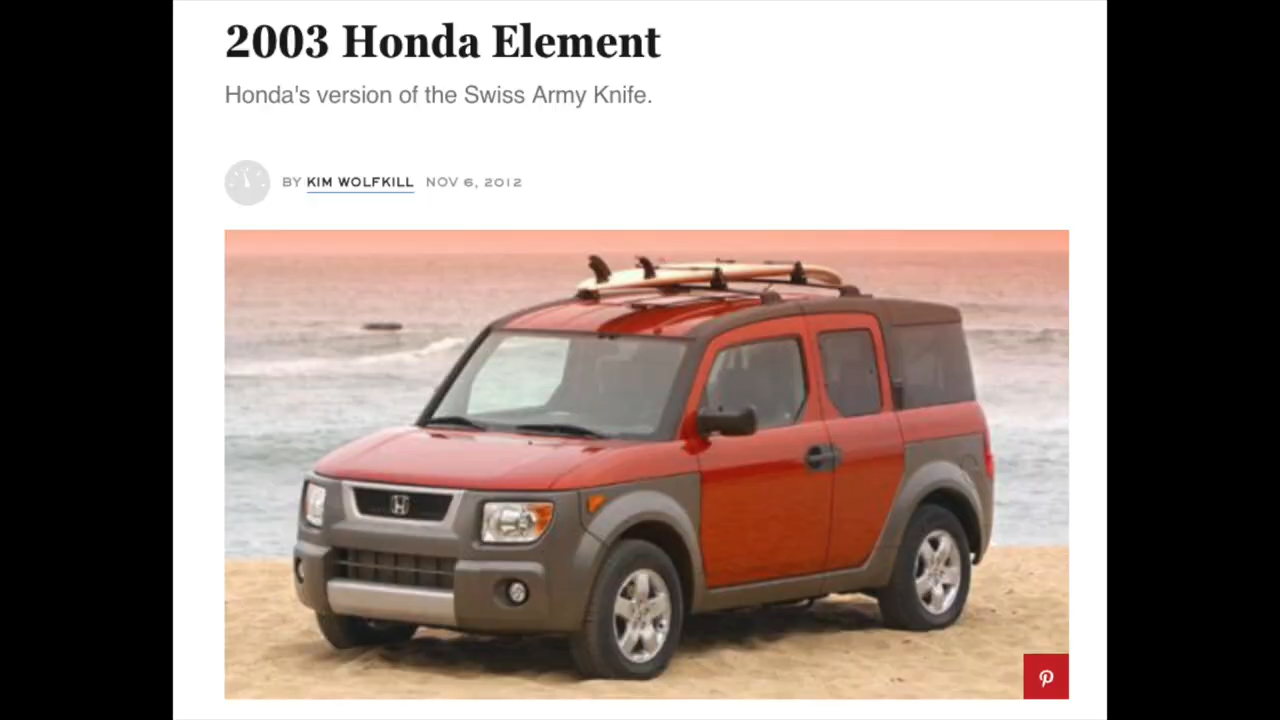 2003 Honda Element
Honda's version of the Swiss Army Knife.
BY KIM WOLFKILL NOV 6, 2012